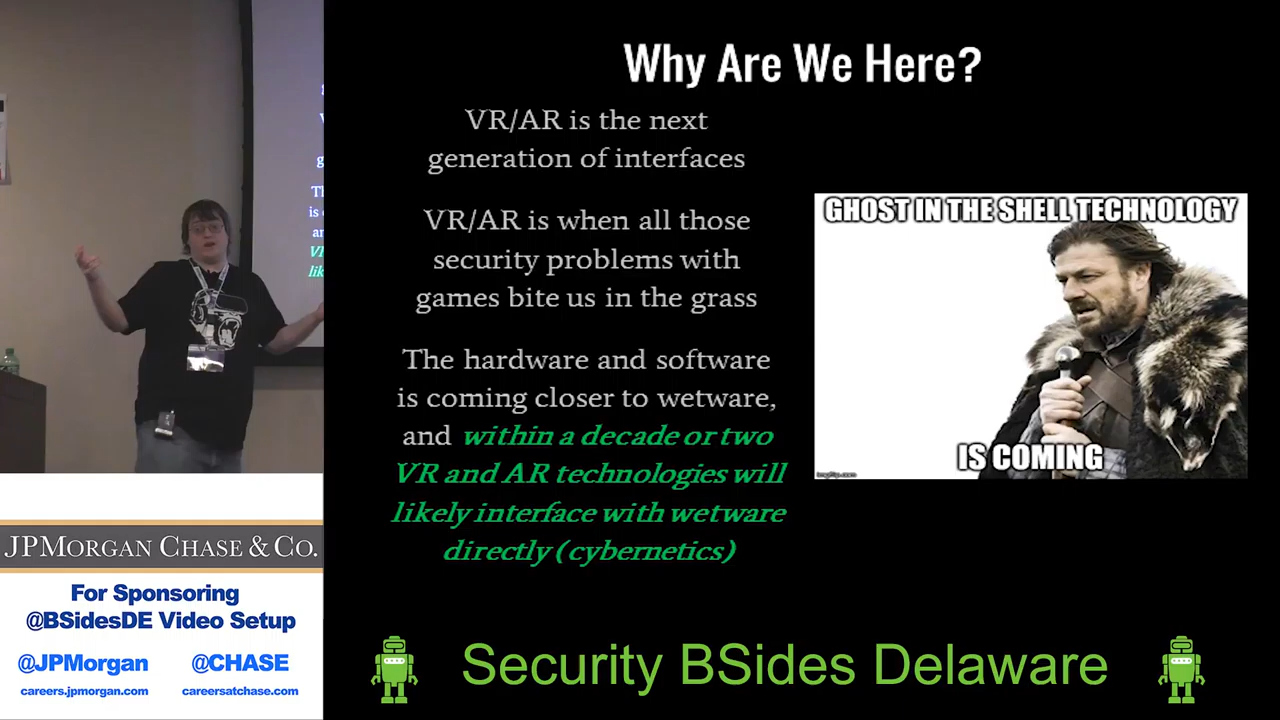 Why Are We Here?
VR/AR is the next
generation of interfaces
VR/AR is when all those
security problems with
games bite us in the grass
The hardware and software
is coming closer to wetware,
and within a decade or two
VR and AR technologies will
likely interface with wetware
directly (cybernetics)
GHOST IN THE SHELL TECHNOLOGY
IS COMING
imgflip.com
JPMORGAN CHASE & CO.
For Sponsoring
@BSidesDE Video Setup
@JPMorgan @CHASE
careers.jpmorgan.com careersatchase.com
Security BSides Delaware